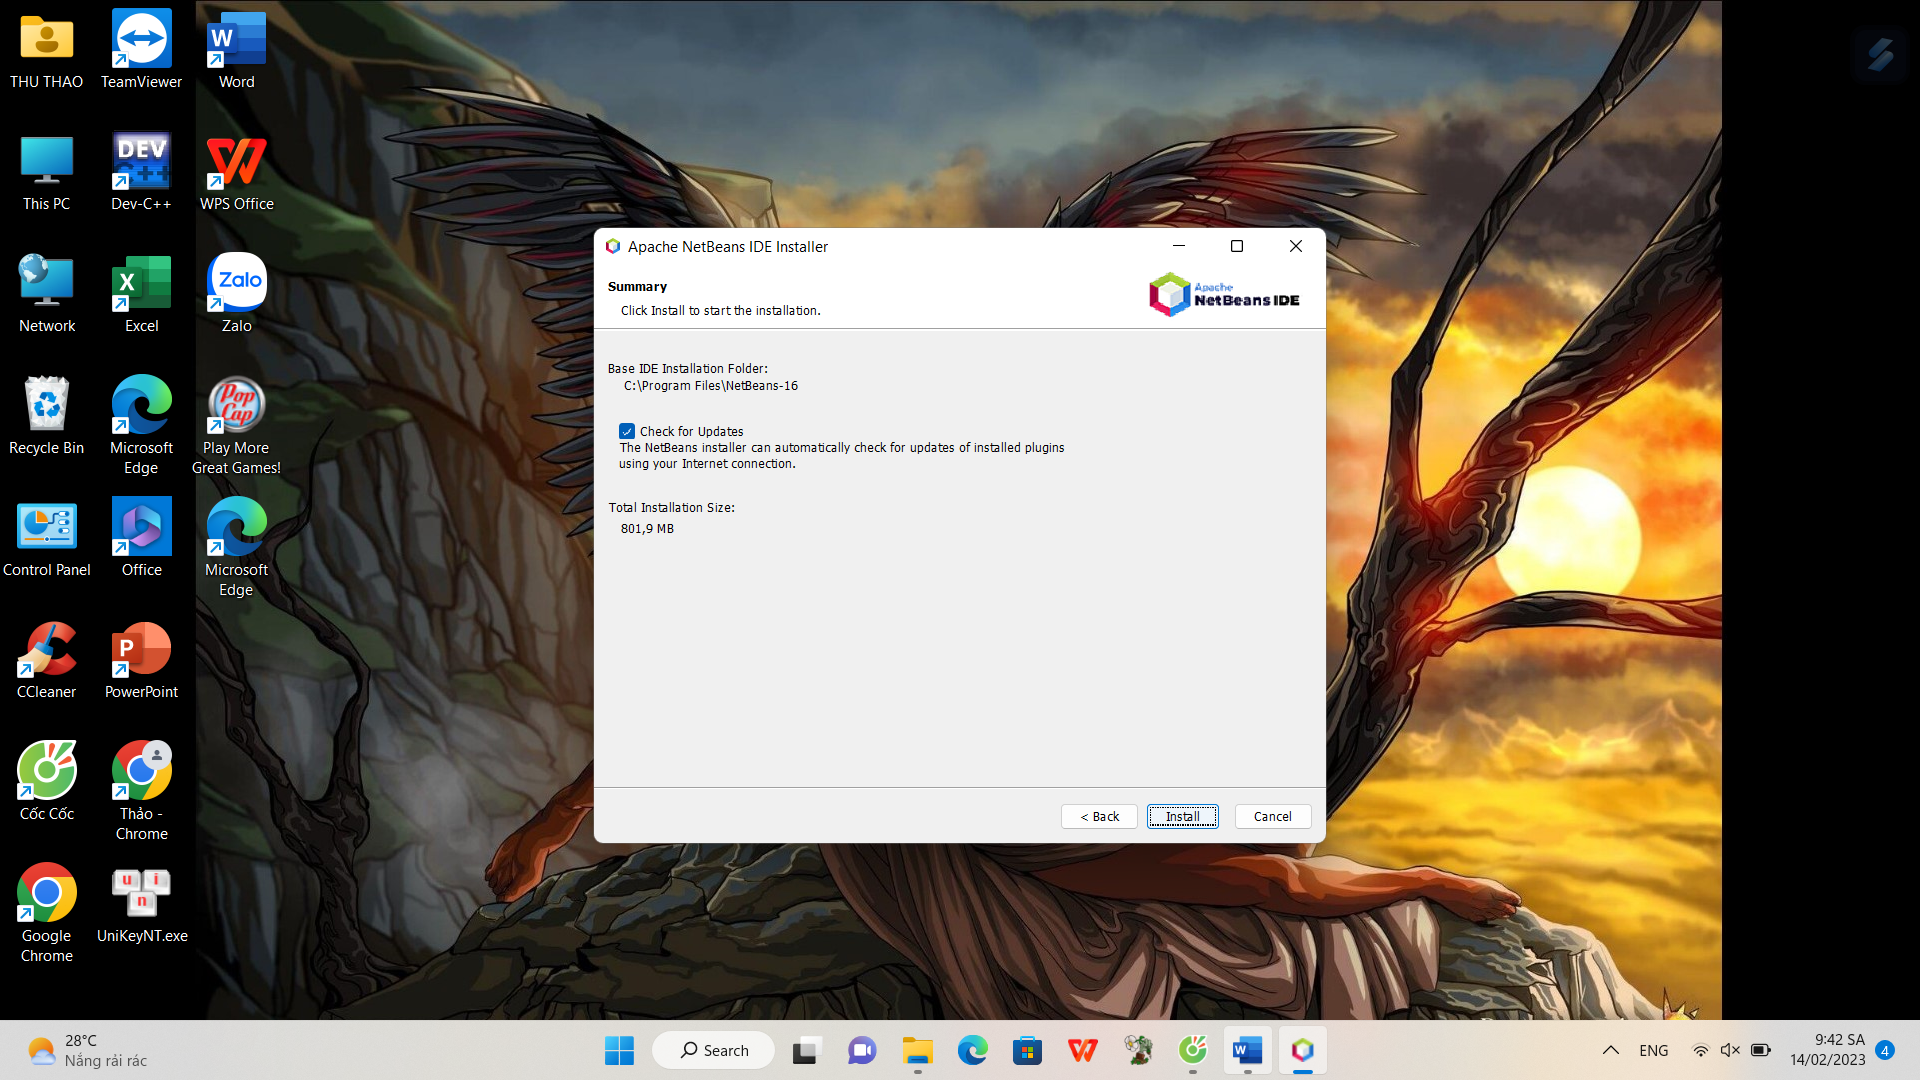 THU THAO
TeamViewer
Word
This PC
DEV
C++
Dev-C++
WPS Office
Network
Excel
Zalo
Zalo
Recycle Bin
Microsoft
Edge
Pop
Cap
Play More
Great Games!
Control Panel
Office
Microsoft
Edge
CCleaner
PowerPoint
Cốc Cốc
Thảo -
Chrome
Google
Chrome
u i
n
UniKeyNT.exe
Apache NetBeans IDE Installer
Summary
Click Install to start the installation.
Apache
NetBeans IDE
Base IDE Installation Folder:
C:\Program Files\NetBeans-16
Check for Updates
The NetBeans installer can automatically check for updates of installed plugins
using your Internet connection.
Total Installation Size:
801,9 MB
< Back
Install
Cancel
28°C
Nắng rải rác
Search
ENG
9:42 SA
14/02/2023
4